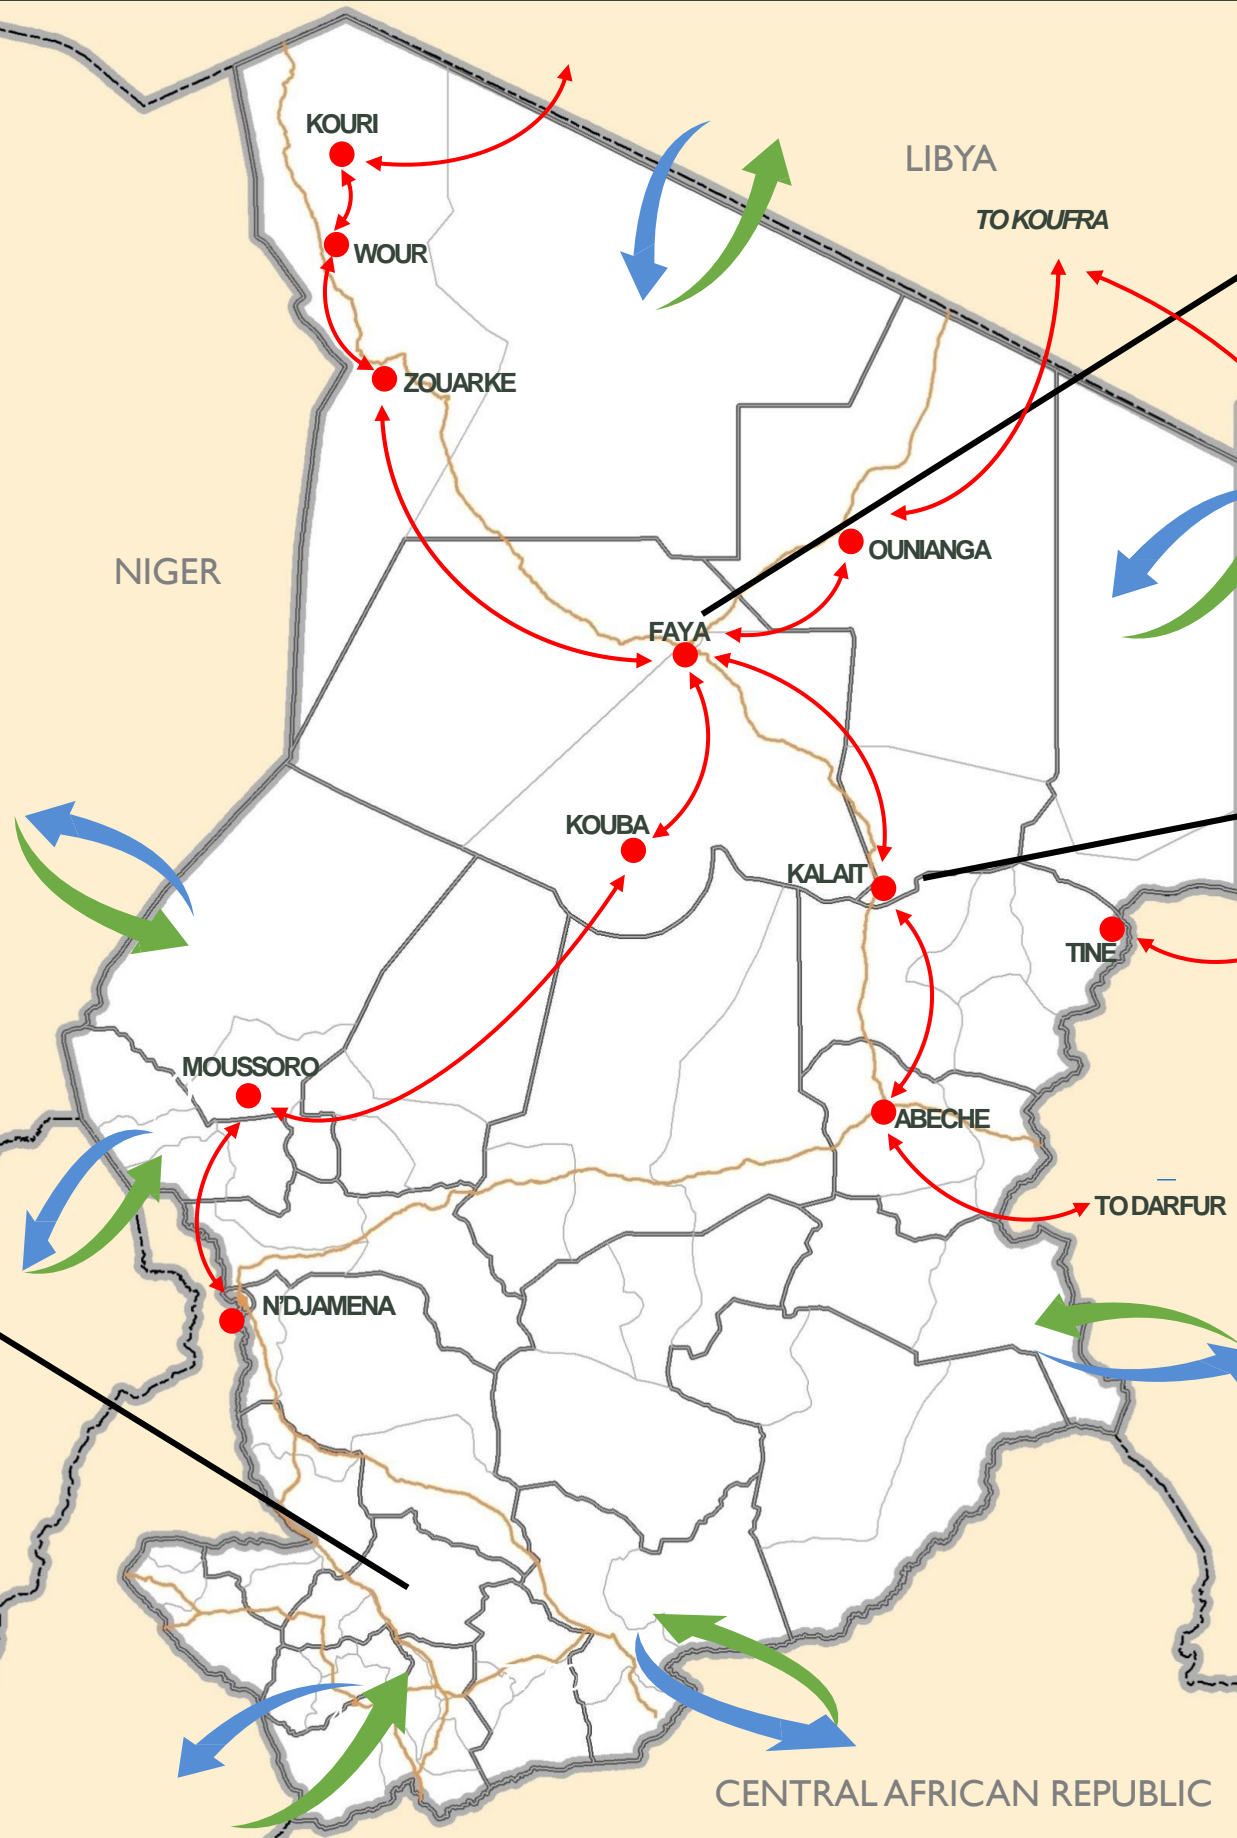 KOURI
LIBYA
TO KOUFRA
WOUR
ZOUARKE
OUNIANGA
NIGER
FAYA
KOUBA
KALAIT
TINE
MOUSSORO
ABECHE
TO DARFUR
N'DJAMENA
CENTRAL AFRICAN REPUBLIC